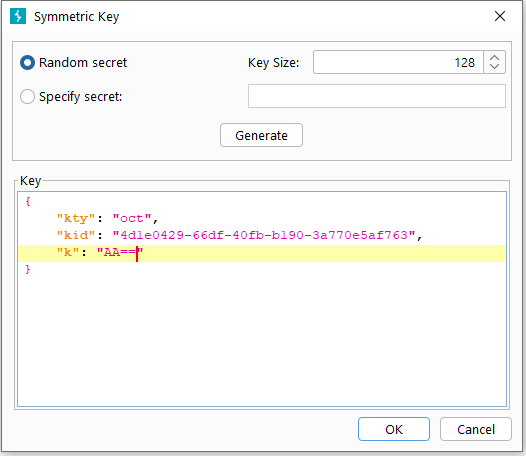 Symmetric Key
Random secret
Key Size:
128
Specify secret:
Generate
Key
{
"kty": "oct",
"kid": "4d1e0429-66df-40fb-b190-3a770e5af763",
"k": "AA=="
}
OK
Cancel